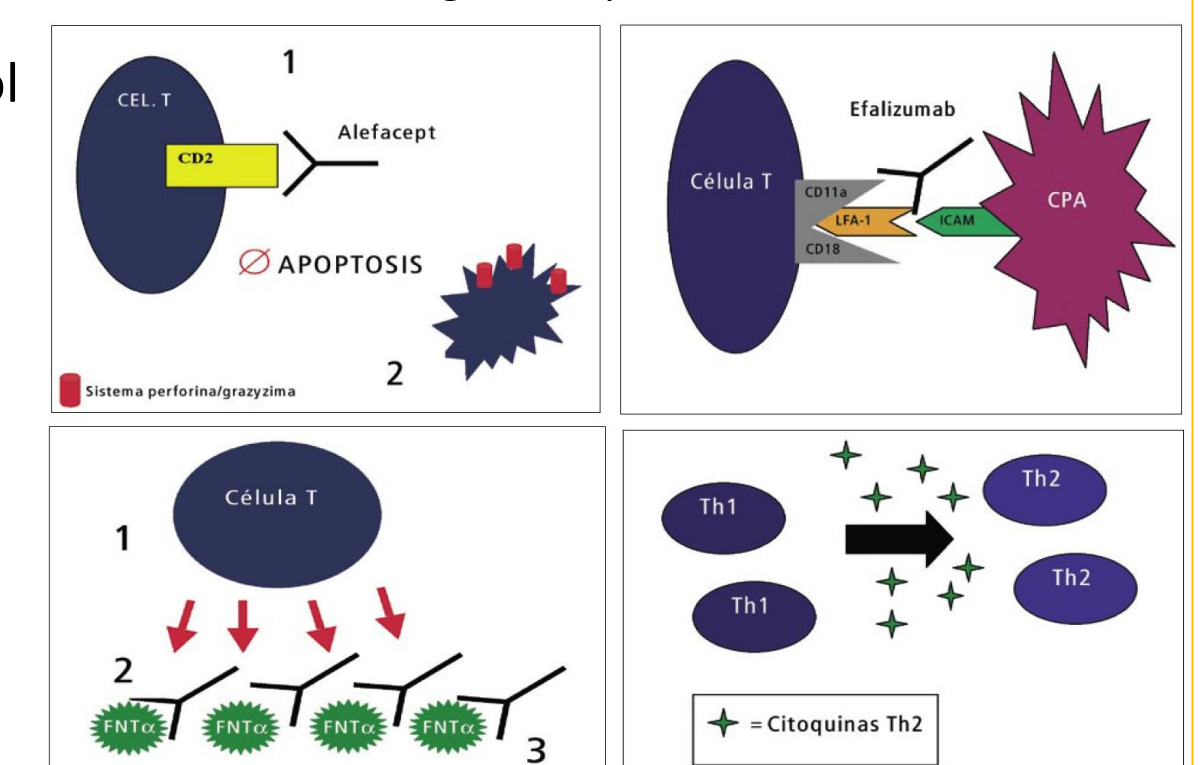 ol
1
CEL. T
Alefacept
CD2
Ø APOPTOSIS
2
Sistema perforina/grazyzima
Efalizumab
Célula T
CD11a
LFA-1
ICAM
CPA
CD18
Célula T
1
2
FNTα FNTα FNTα FNTα
3
Th1
Th2
Th2
Th1
= Citoquinas Th2